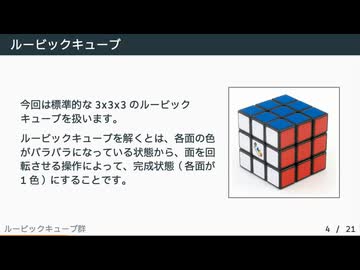 ルービックキューブ
今回は標準的な 3x3x3 のルービック
キューブを扱います。
ルービックキューブを解くとは、各面の色
がバラバラになっている状態から、面を回
転させる操作によって、完成状態（各面が
1 色）にすることです。
ルービックキューブ群
4 / 21